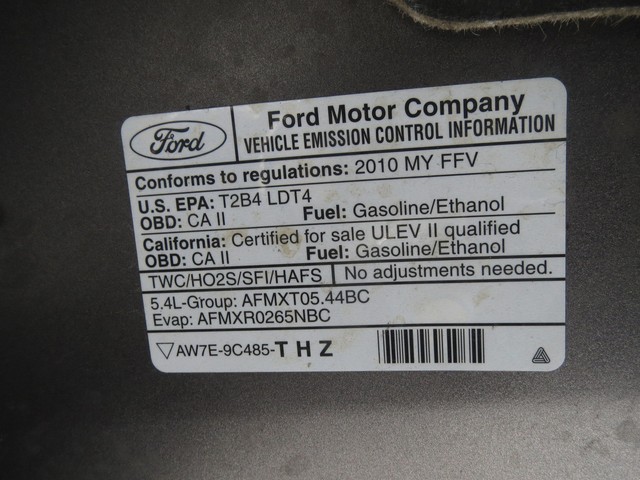 Ford
Ford Motor Company
VEHICLE EMISSION CONTROL INFORMATION
Conforms to regulations: 2010 MY FFV
U.S. EPA: T2B4 LDT4
OBD: CA II Fuel: Gasoline/Ethanol
California: Certified for sale ULEV II qualified
OBD: CA II Fuel: Gasoline/Ethanol
TWC/HO2S/SFI/HAFS No adjustments needed.
5.4L-Group: AFMXT05.44BC
Evap: AFMXR0265NBC
AW7E-9C485-THZ